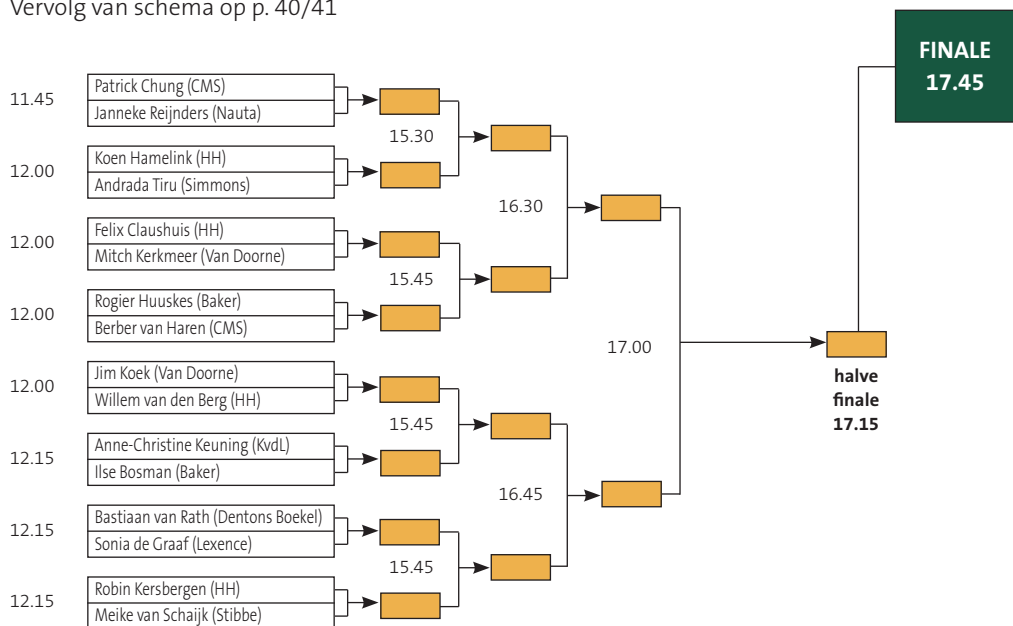 Vervolg van schema op p. 40/41
FINALE
17.45
11.45
Patrick Chung (CMS)
Janneke Reijnders (Nauta)
15.30
12.00
Koen Hamelink (HH)
Andrada Tiru (Simmons)
16.30
12.00
Felix Claushuis (HH)
Mitch Kerkmeer (Van Doorne)
15.45
12.00
Rogier Huuskes (Baker)
Berber van Haren (CMS)
17.00
halve
finale
17.15
12.00
Jim Koek (Van Doorne)
Willem van den Berg (HH)
15.45
12.15
Anne-Christine Keuning (KvdL)
Ilse Bosman (Baker)
16.45
12.15
Bastiaan van Rath (Dentons Boekel)
Sonia de Graaf (Lexence)
15.45
12.15
Robin Kersbergen (HH)
Meike van Schaijk (Stibbe)